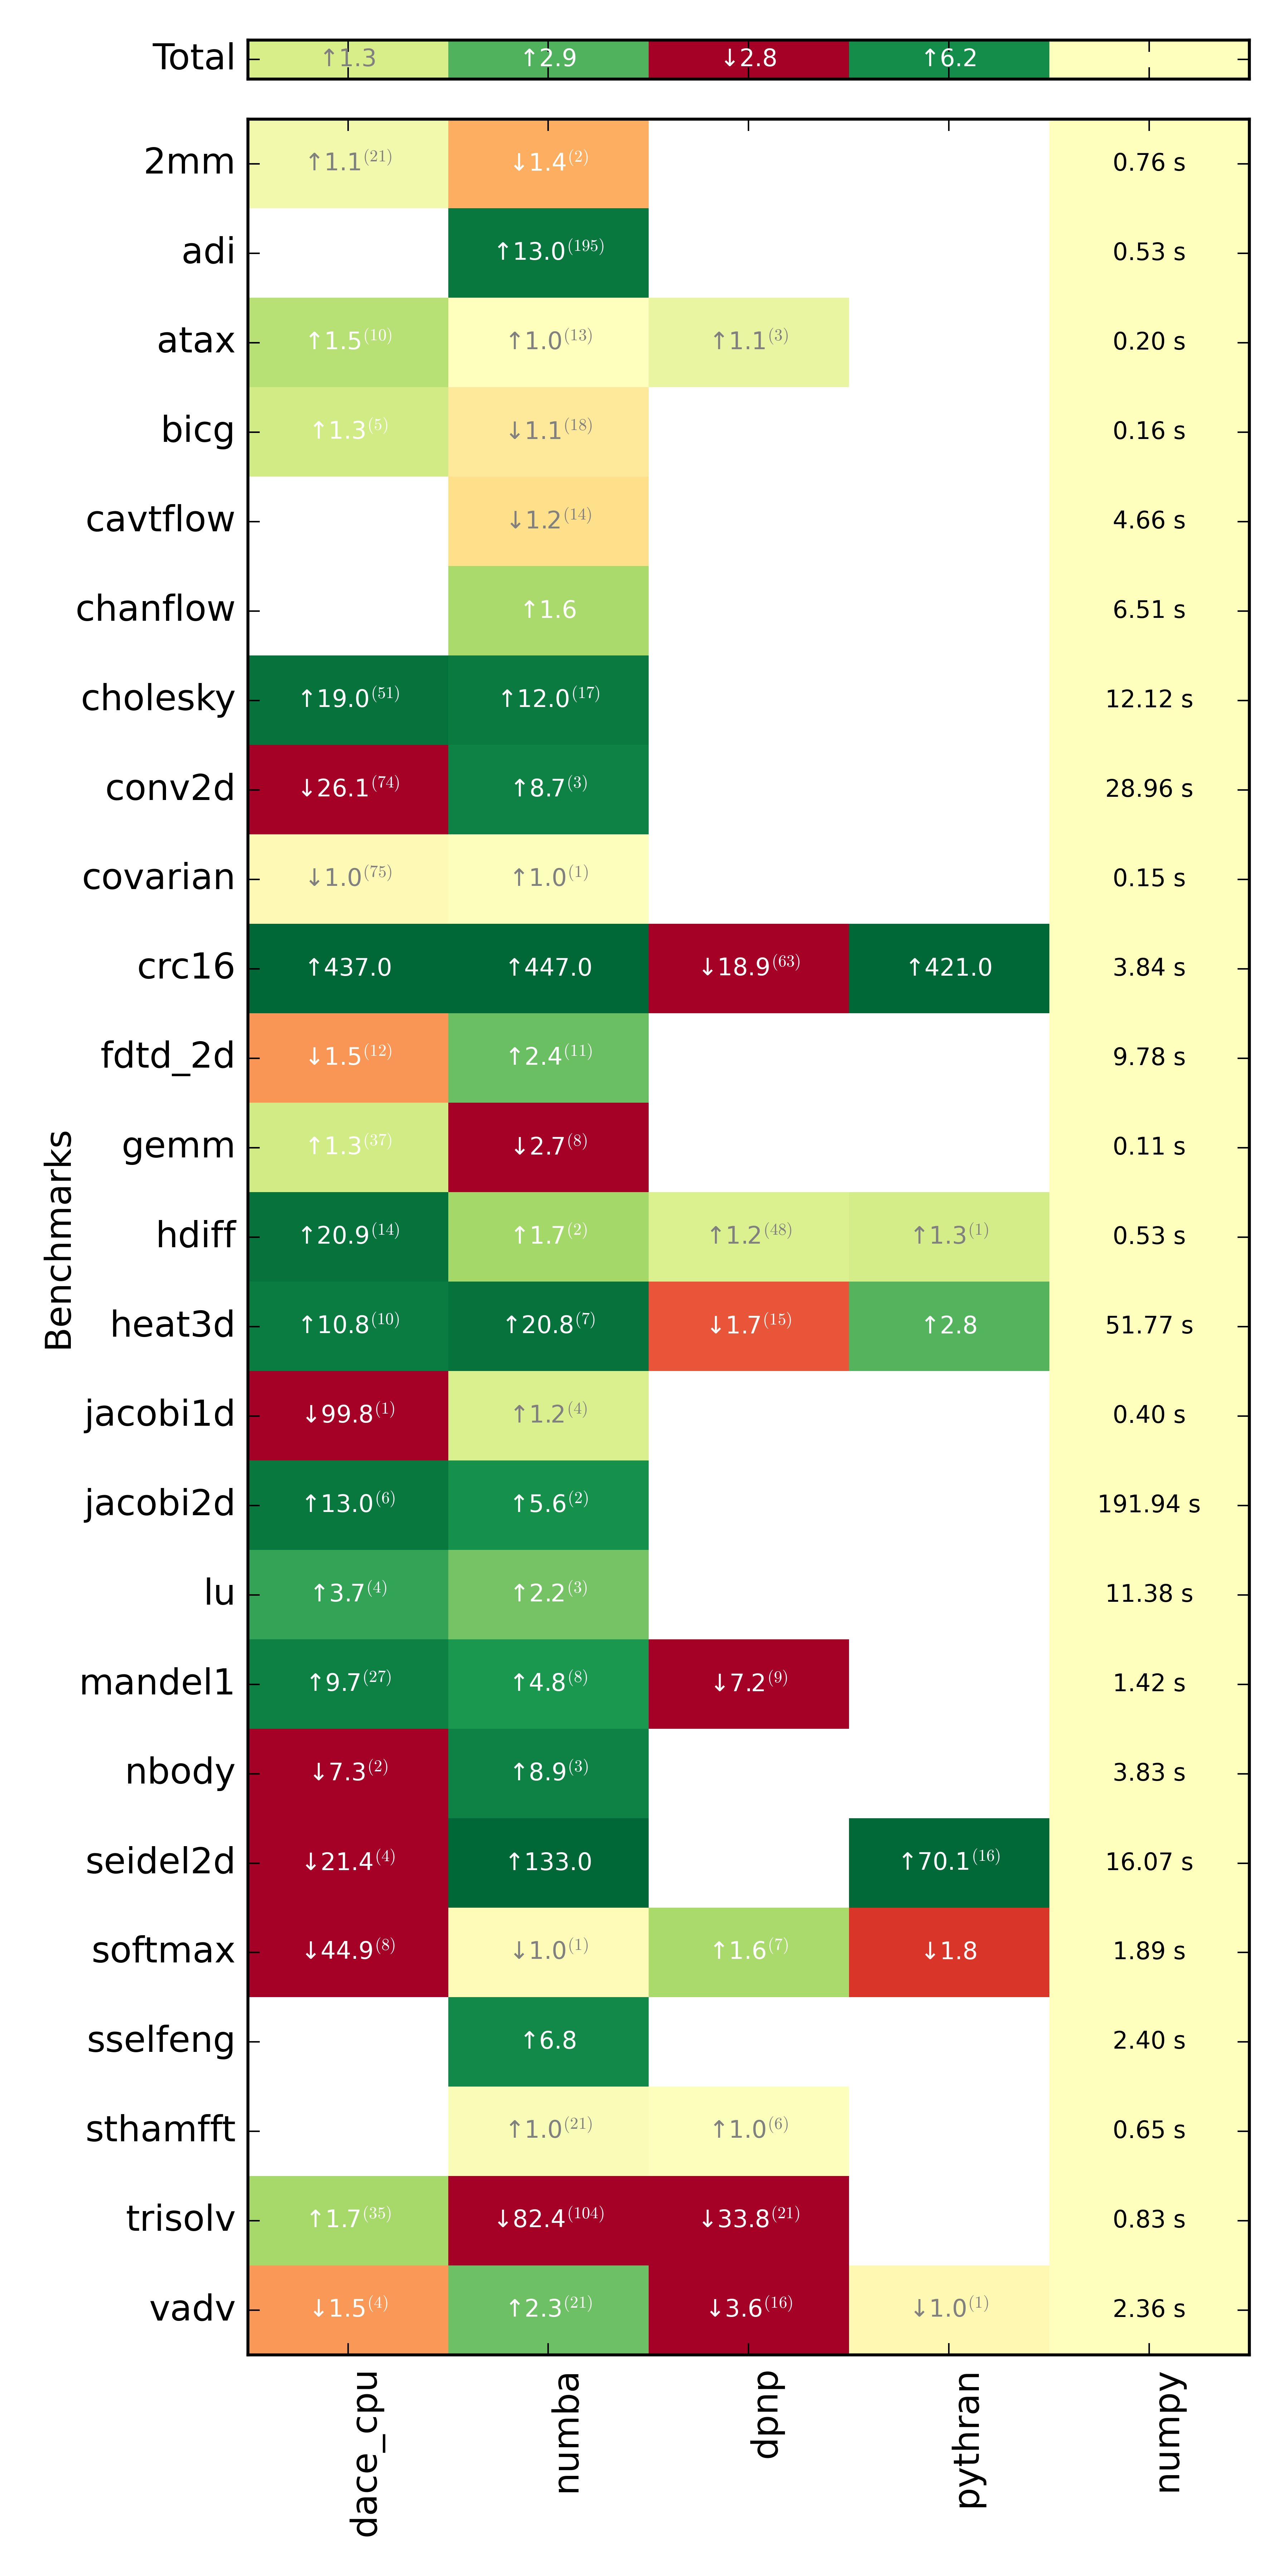 Total ↑1.3 ↑2.9 ↓2.8 ↑6.2
2mm ↑1.1(21) ↓1.4(2) 0.76 s
adi ↑13.0(195) 0.53 s
atax ↑1.5(10) ↑1.0(13) ↑1.1(3) 0.20 s
bicg ↑1.3(5) ↓1.1(18) 0.16 s
cavtflow ↓1.2(14) 4.66 s
chanflow ↑1.6 6.51 s
cholesky ↑19.0(51) ↑12.0(17) 12.12 s
conv2d ↓26.1(74) ↑8.7(3) 28.96 s
covarian ↓1.0(75) ↑1.0(1) 0.15 s
crc16 ↑437.0 ↑447.0 ↓18.9(63) ↑421.0 3.84 s
fdtd_2d ↓1.5(12) ↑2.4(11) 9.78 s
gemm ↑1.3(37) ↓2.7(8) 0.11 s
hdiff ↑20.9(14) ↑1.7(2) ↑1.2(48) ↑1.3(1) 0.53 s
Benchmarks
heat3d ↑10.8(10) ↑20.8(7) ↓1.7(15) ↑2.8 51.77 s
jacobi1d ↓99.8(1) ↑1.2(4) 0.40 s
jacobi2d ↑13.0(6) ↑5.6(2) 191.94 s
lu ↑3.7(4) ↑2.2(3) 11.38 s
mandel1 ↑9.7(27) ↑4.8(8) ↓7.2(9) 1.42 s
nbody ↓7.3(2) ↑8.9(3) 3.83 s
seidel2d ↓21.4(4) ↑133.0 ↑70.1(16) 16.07 s
softmax ↓44.9(8) ↓1.0(1) ↑1.6(7) ↓1.8 1.89 s
sselfeng ↑6.8 2.40 s
sthamfft ↑1.0(21) ↑1.0(6) 0.65 s
trisolv ↑1.7(35) ↓82.4(104) ↓33.8(21) 0.83 s
vadv ↓1.5(4) ↑2.3(21) ↓3.6(16) ↓1.0(1) 2.36 s
dace_cpu numba dpnp pythran numpy